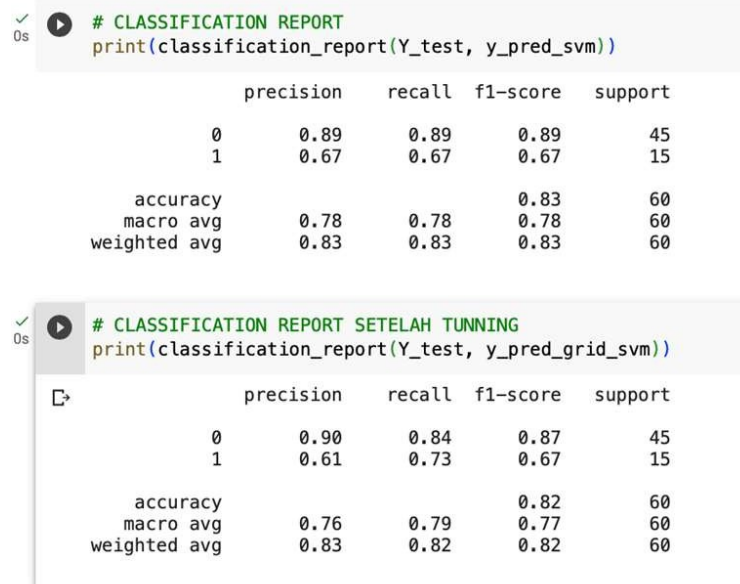 0s
# CLASSIFICATION REPORT
print(classification_report(Y_test, y_pred_svm))
precision recall f1-score support
0 0.89 0.89 0.89 45
1 0.67 0.67 0.67 15
accuracy 0.83 60
macro avg 0.78 0.78 0.78 60
weighted avg 0.83 0.83 0.83 60
0s
# CLASSIFICATION REPORT SETELAH TUNNING
print(classification_report(Y_test, y_pred_grid_svm))
precision recall f1-score support
0 0.90 0.84 0.87 45
1 0.61 0.73 0.67 15
accuracy 0.82 60
macro avg 0.76 0.79 0.77 60
weighted avg 0.83 0.82 0.82 60